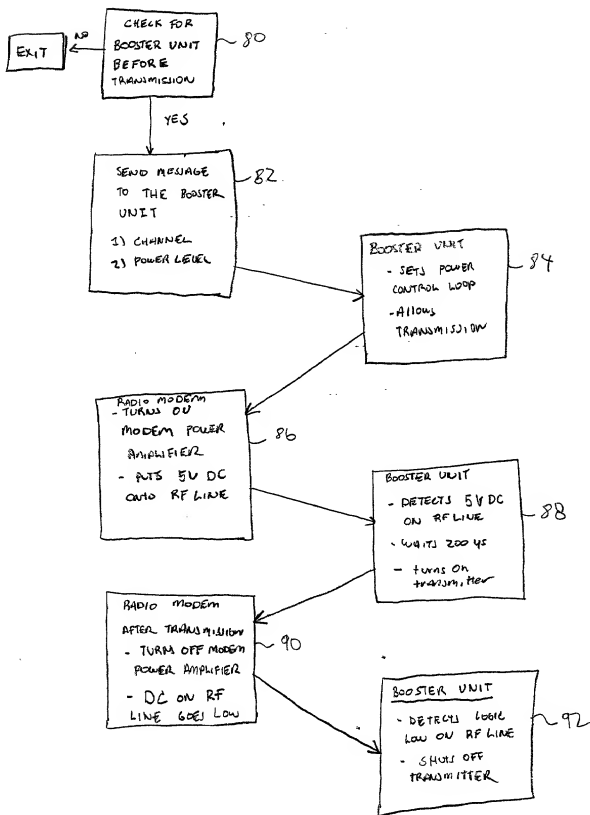 CHECK FOR
BOOSTER UNIT
BEFORE
TRANSMISSION
80
NO
EXIT
YES
SEND MESSAGE
TO THE BOOSTER
UNIT
1) CHANNEL
2) POWER LEVEL
82
BOOSTER UNIT
- SETS POWER
CONTROL LOOP
- Allows
TRANSMISSION
84
RADIO MODEM
- TURNS ON
MODEM POWER
AMPLIFIER
- PUTS 5V DC
ONTO RF LINE
86
BOOSTER UNIT
- DETECTS 5V DC
ON RF LINE
- WAITS 200 µs
- turns on
transmitter
88
RADIO MODEM
AFTER TRANSMISSION
- TURN OFF MODEM
POWER AMPLIFIER
- DC ON RF
LINE GOES LOW
90
BOOSTER UNIT
- DETECTS LOGIC
LOW ON RF LINE
- SHUTS OFF
TRANSMITTER
92